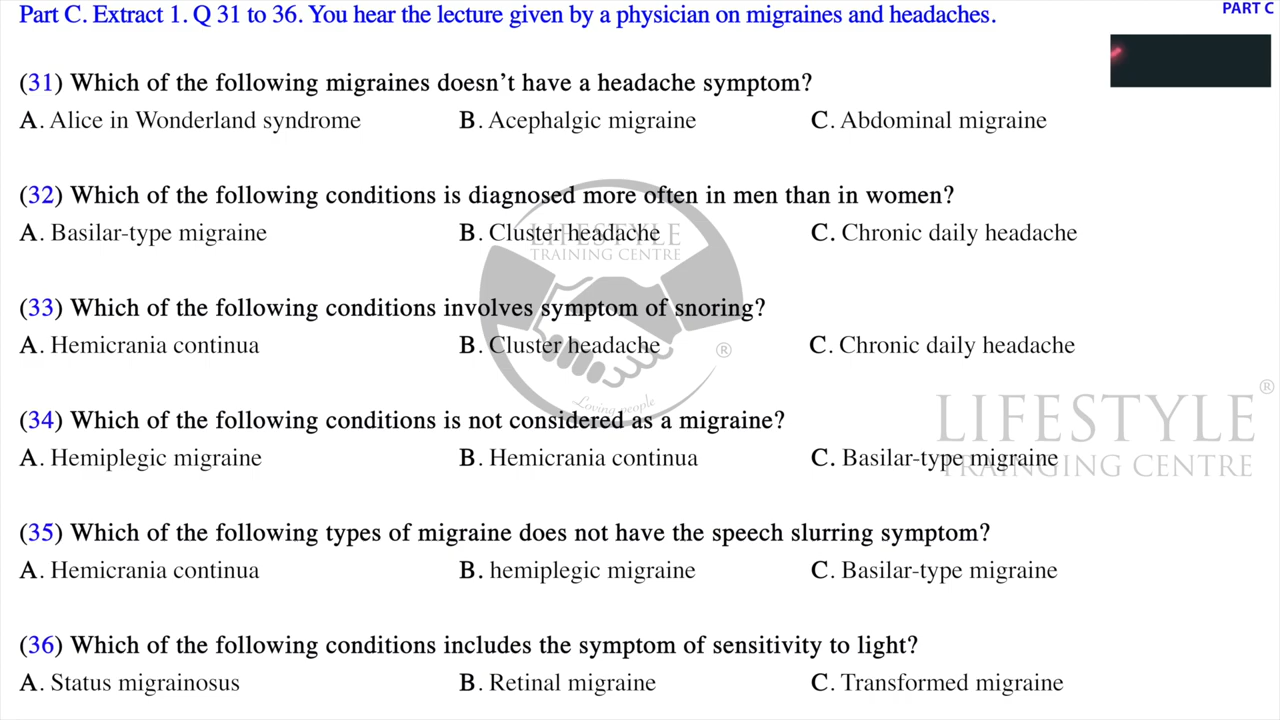 Part C. Extract 1. Q 31 to 36. You hear the lecture given by a physician on migraines and headaches.
PART C
(31) Which of the following migraines doesn't have a headache symptom?
A. Alice in Wonderland syndrome B. Acephalgic migraine C. Abdominal migraine
(32) Which of the following conditions is diagnosed more often in men than in women?
A. Basilar-type migraine B. Cluster headache C. Chronic daily headache
LIFESTYLE
TRAINING CENTRE
(33) Which of the following conditions involves symptom of snoring?
A. Hemicrania continua B. Cluster headache C. Chronic daily headache
®
Loving people
®
LIFESTYLE
TRAINGING CENTRE
(34) Which of the following conditions is not considered as a migraine?
A. Hemiplegic migraine B. Hemicrania continua C. Basilar-type migraine
(35) Which of the following types of migraine does not have the speech slurring symptom?
A. Hemicrania continua B. hemiplegic migraine C. Basilar-type migraine
(36) Which of the following conditions includes the symptom of sensitivity to light?
A. Status migrainosus B. Retinal migraine C. Transformed migraine